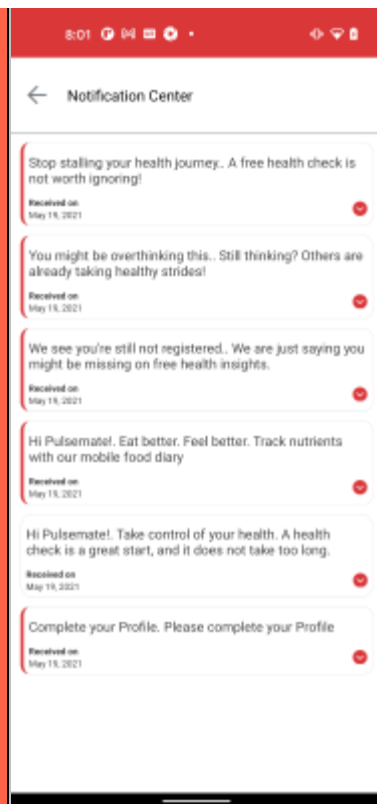 8:01
Notification Center
Stop stalling your health journey.. A free health check is
not worth ignoring!
Received on
May 19, 2021
You might be overthinking this.. Still thinking? Others are
already taking healthy strides!
Received on
May 19, 2021
We see you're still not registered.. We are just saying you
might be missing on free health insights.
Received on
May 19, 2021
Hi Pulsemate!. Eat better. Feel better. Track nutrients
with our mobile food diary
Received on
May 19, 2021
Hi Pulsemate!. Take control of your health. A health
check is a great start, and it does not take too long.
Received on
May 19, 2021
Complete your Profile. Please complete your Profile
Received on
May 19, 2021